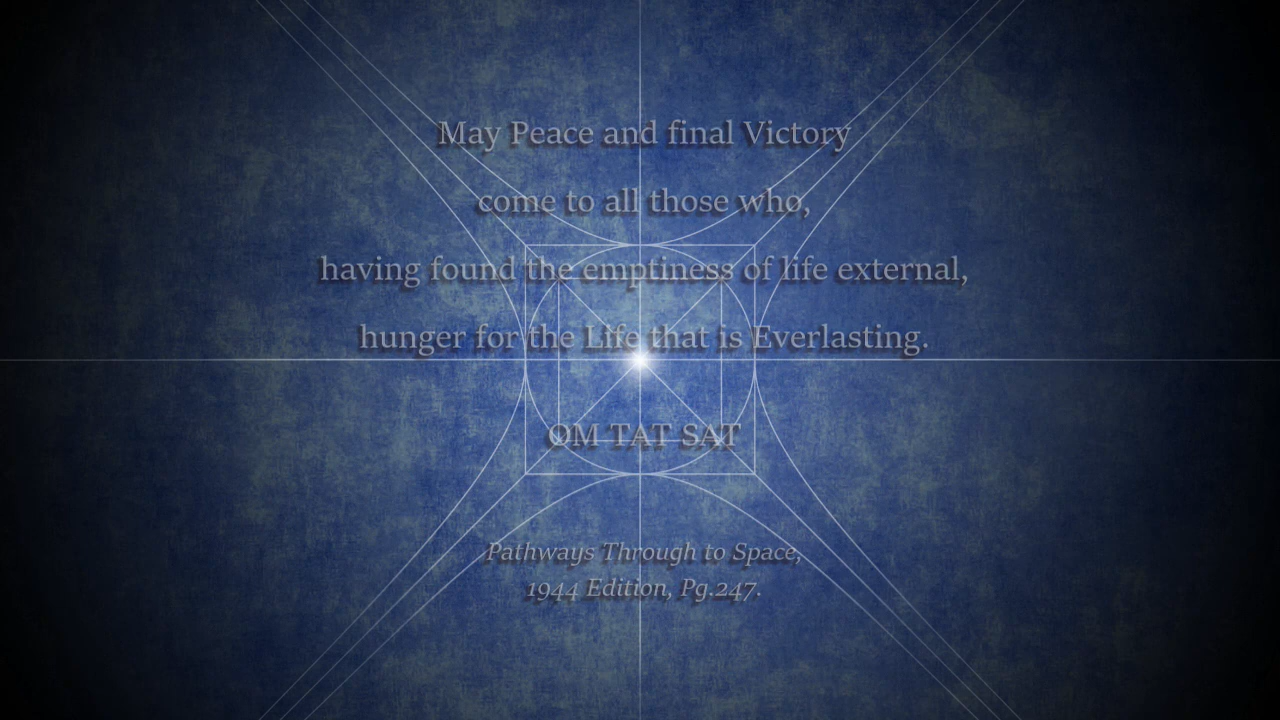 May Peace and final Victory
come to all those who,
having found the emptiness of life external,
hunger for the Life that is Everlasting.
OM TAT SAT
Pathways Through to Space,
1944 Edition, Pg.247.